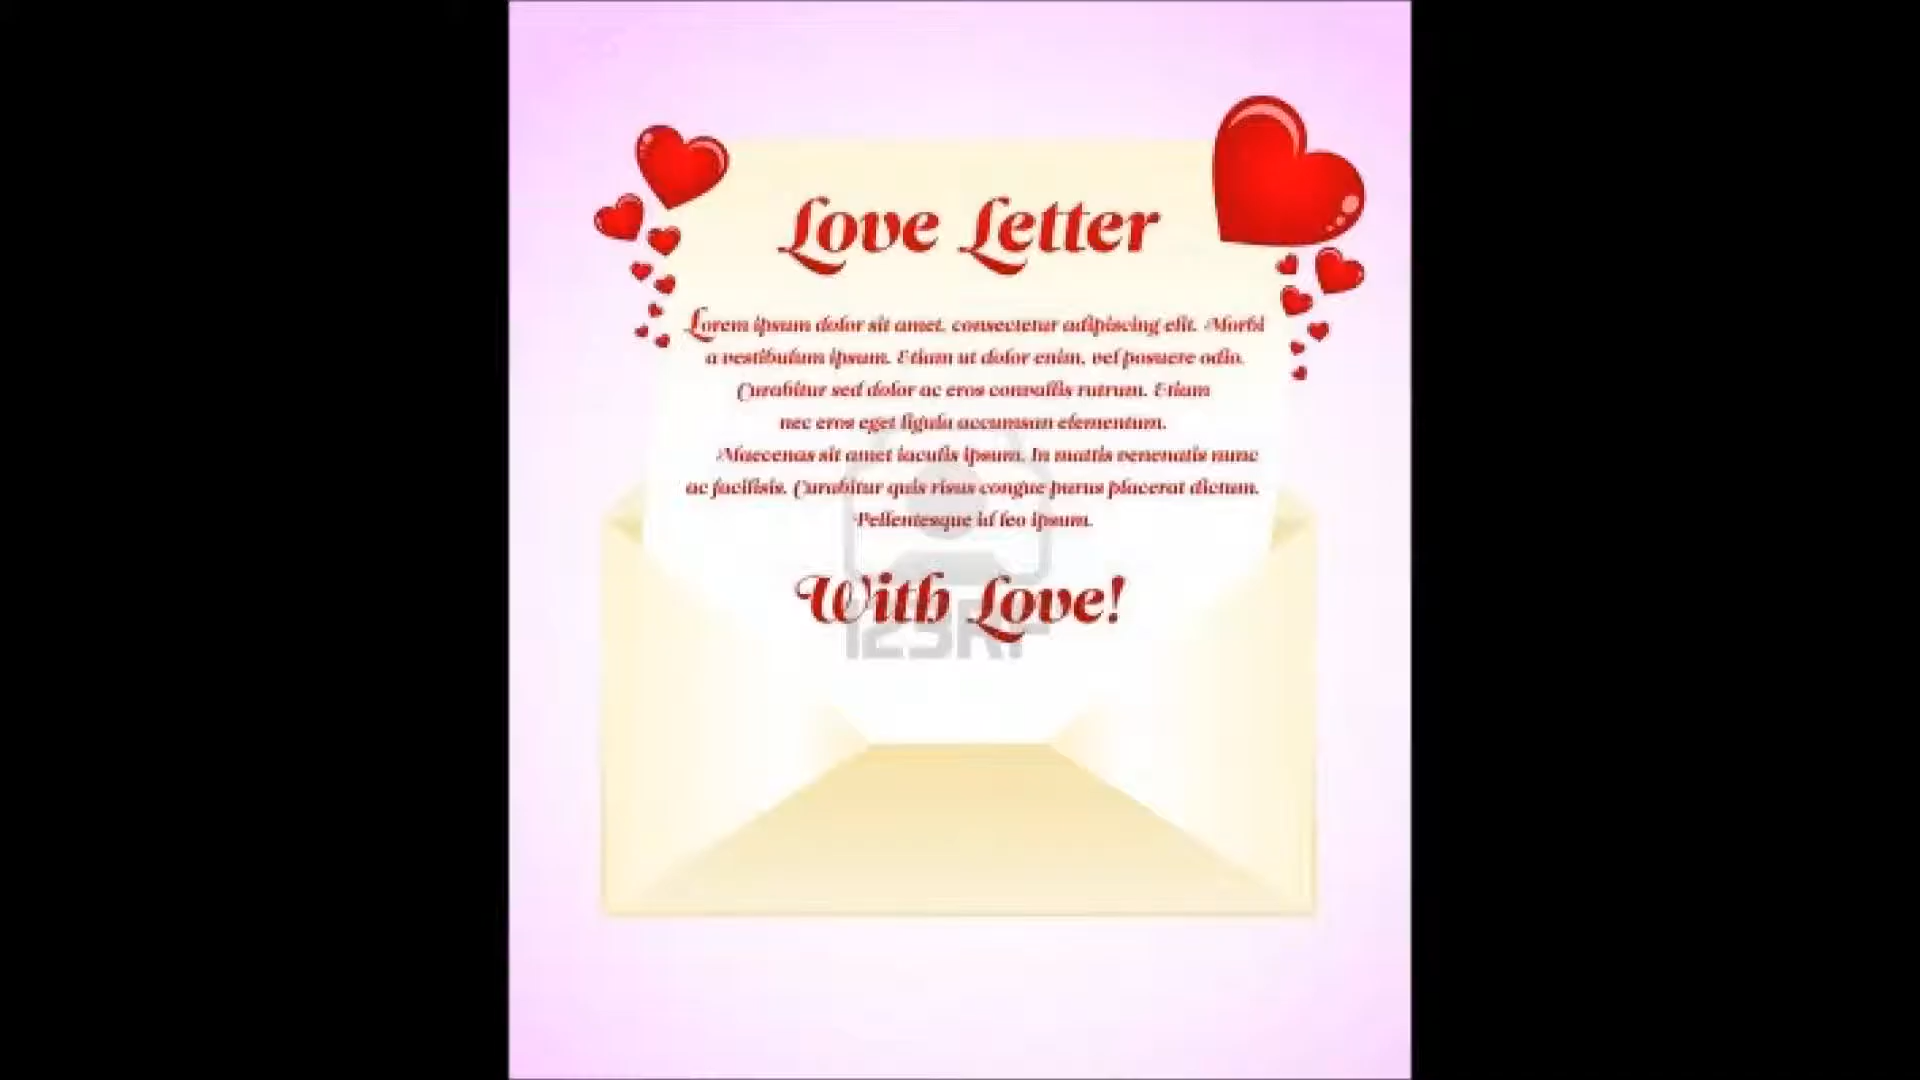 Love Letter
Lorem ipsum dolor sit amet, consectetur adipiscing elit. Morbi
a vestibulum ipsum. Etiam ut dolor enim, vel posuere odio.
Curabitur sed dolor ac eros convallis rutrum. Etiam
nec eros eget ligula accumsan elementum.
Maecenas sit amet iaculis ipsum. In mattis venenatis nunc
ac facilisis. Curabitur quis risus congue purus placerat dictum.
Pellentesque id leo ipsum.
With Love!
123RF